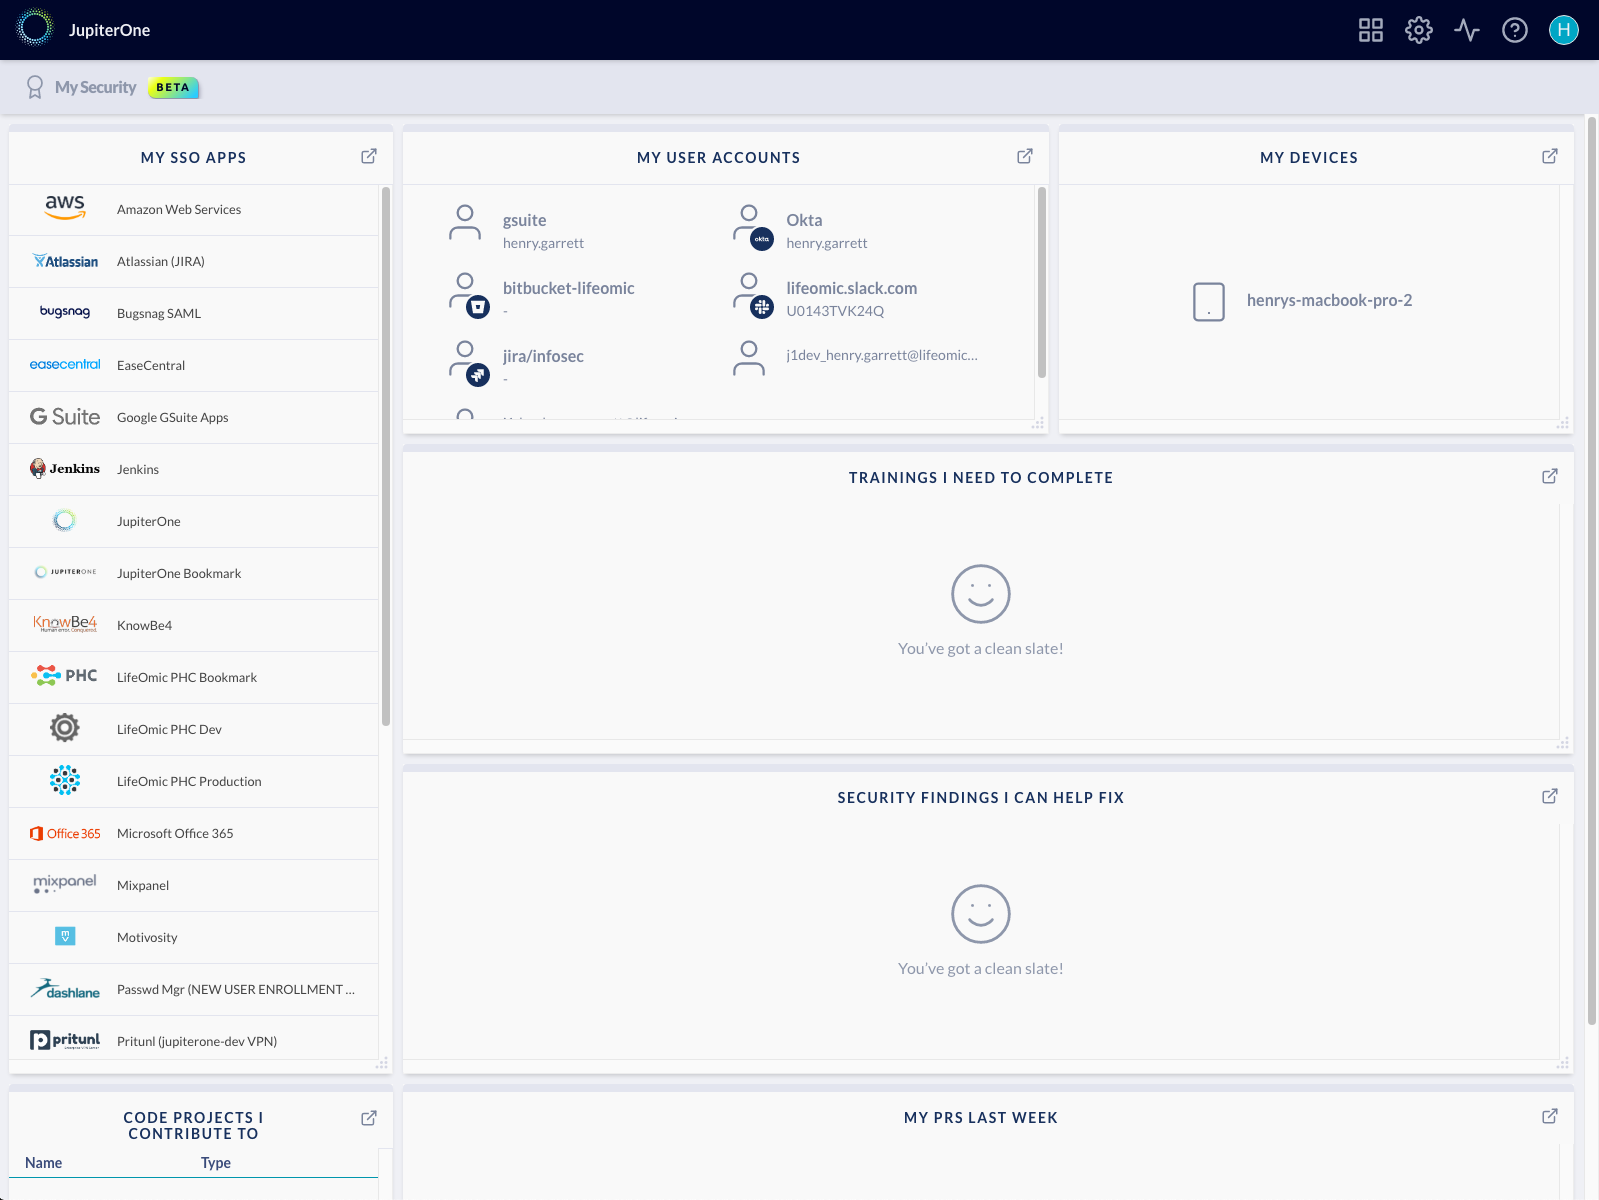 JupiterOne
H
My Security BETA
MY SSO APPS
aws Amazon Web Services
Atlassian Atlassian (JIRA)
bugsnag Bugsnag SAML
easecentral EaseCentral
G Suite Google GSuite Apps
Jenkins Jenkins
JupiterOne
JUPITERONE JupiterOne Bookmark
KnowBe4 Human error. Conquered. KnowBe4
PHC LifeOmic PHC Bookmark
LifeOmic PHC Dev
LifeOmic PHC Production
Office 365 Microsoft Office 365
mixpanel Mixpanel
Motivosity
dashlane Passwd Mgr (NEW USER ENROLLMENT ...
pritunl Pritunl (jupiterone-dev VPN)
MY USER ACCOUNTS
gsuite
henry.garrett
okta Okta
henry.garrett
bitbucket-lifeomic
-
lifeomic.slack.com
U0143TVK24Q
jira/infosec
-
j1dev_henry.garrett@lifeomic...
MY DEVICES
henrys-macbook-pro-2
TRAININGS I NEED TO COMPLETE
You've got a clean slate!
SECURITY FINDINGS I CAN HELP FIX
You've got a clean slate!
CODE PROJECTS I
CONTRIBUTE TO
Name Type
MY PRS LAST WEEK